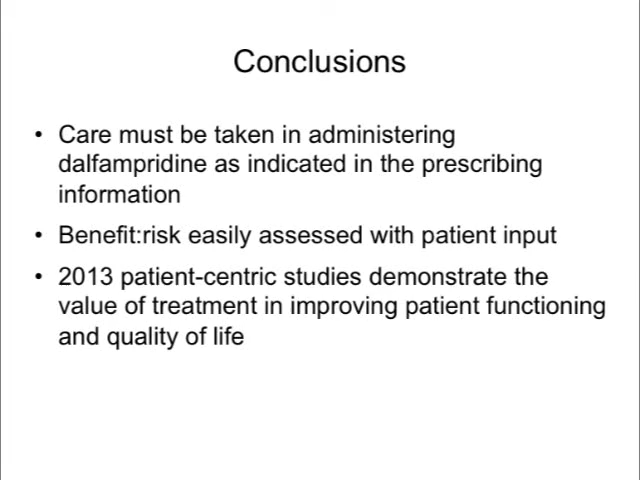 Conclusions
• Care must be taken in administering
dalfampridine as indicated in the prescribing
information
• Benefit:risk easily assessed with patient input
• 2013 patient-centric studies demonstrate the
value of treatment in improving patient functioning
and quality of life